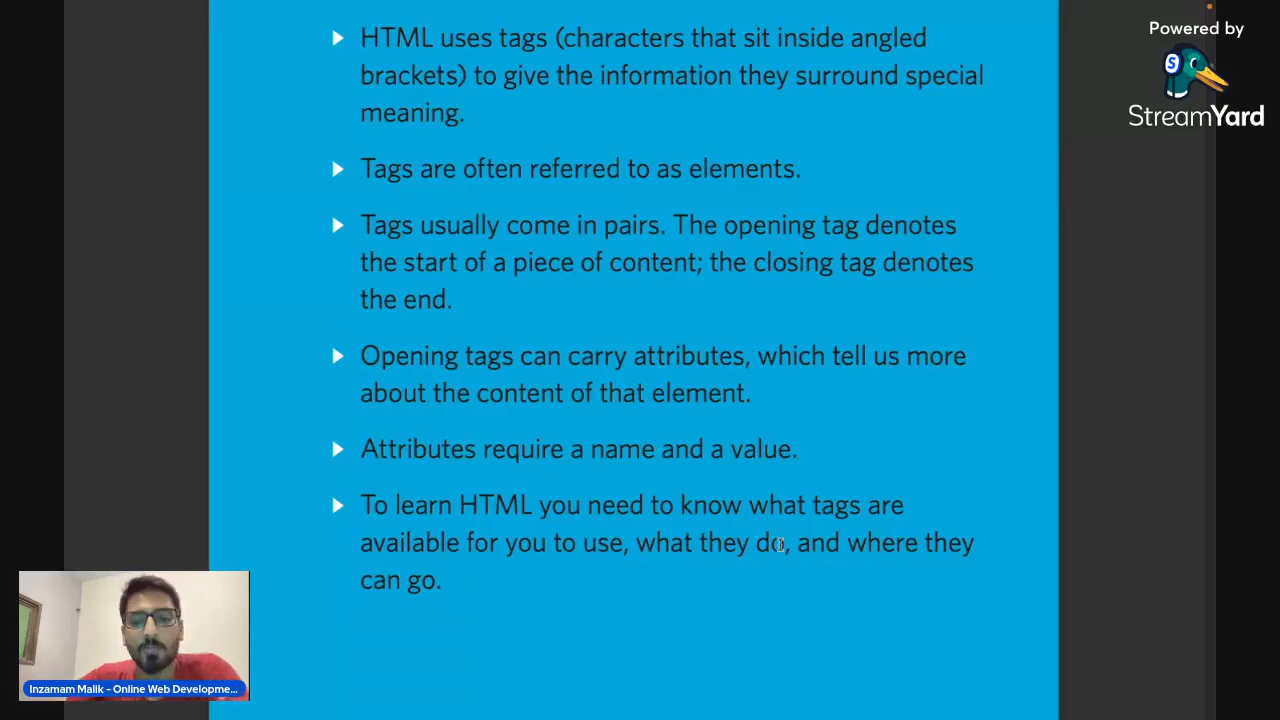 HTML uses tags (characters that sit inside angled
brackets) to give the information they surround special
meaning.
Tags are often referred to as elements.
Tags usually come in pairs. The opening tag denotes
the start of a piece of content; the closing tag denotes
the end.
Opening tags can carry attributes, which tell us more
about the content of that element.
Attributes require a name and a value.
To learn HTML you need to know what tags are
available for you to use, what they do, and where they
can go.
Powered by
S
StreamYard
Inzamam Malik - Online Web Developme...